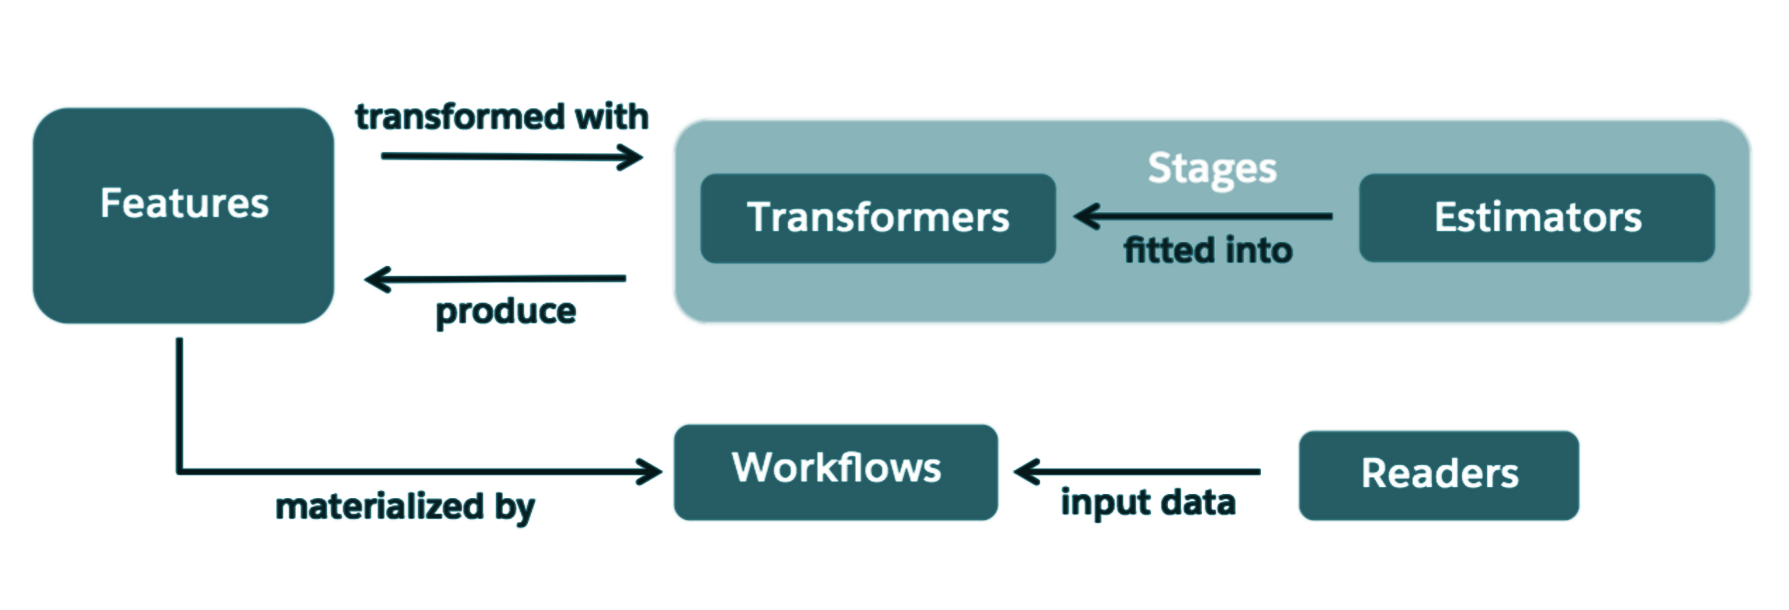 transformed with
Features
Stages
Transformers
Estimators
fitted into
produce
Workflows
Readers
materialized by
input data